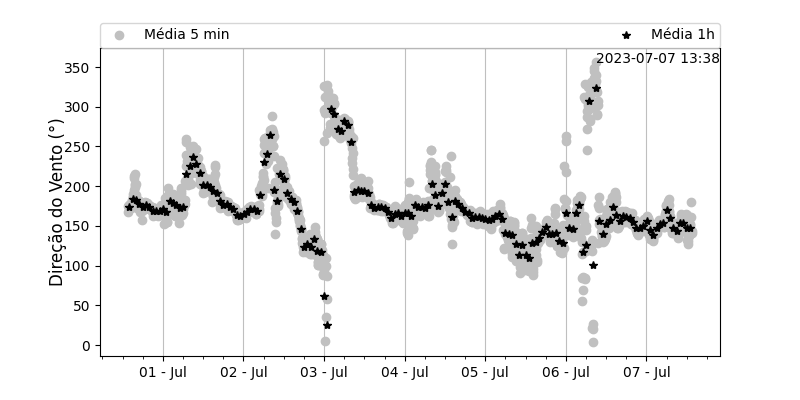 Média 5 min
Média 1h
2023-07-07 13:38
Direção do Vento (°)
350
300
250
200
150
100
50
0
01 - Jul
02 - Jul
03 - Jul
04 - Jul
05 - Jul
06 - Jul
07 - Jul